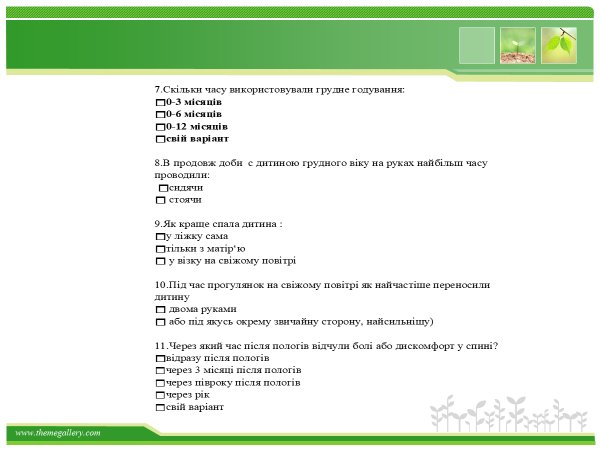 7.Скільки часу використовували грудне годування:
0-3 місяців
0-6 місяців
0-12 місяців
свій варіант
8.В продовж доби є дитиною грудного віку на руках найбільш часу
проводили:
сидячи
стоячи
9.Як краще спала дитина :
у ліжку сама
тільки з матір'ю
у візку на свіжому повітрі
10.Під час прогулянок на свіжому повітрі як найчастіше переносили
дитину
двома руками
або під якусь окрему звичайну сторону, найсильнішу)
11.Через який час після пологів відчули болі або дискомфорт у спині?
відразу після пологів
через 3 місяці після пологів
через півроку після пологів
через рік
свій варіант
www.themegallery.com